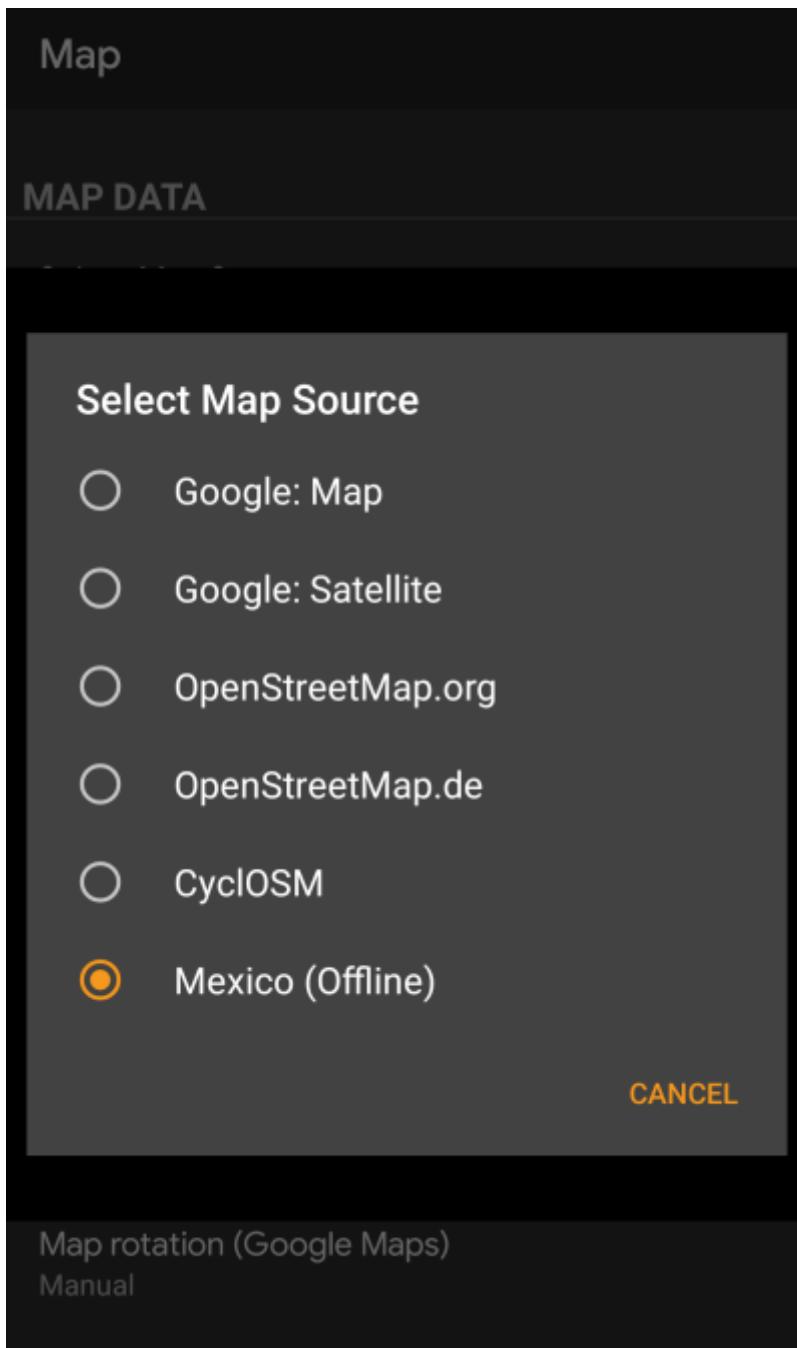 Map
MAP DATA
Select Map Source
Google: Map
Google: Satellite
OpenStreetMap.org
OpenStreetMap.de
CyclOSM
Mexico (Offline)
CANCEL
Map rotation (Google Maps)
Manual